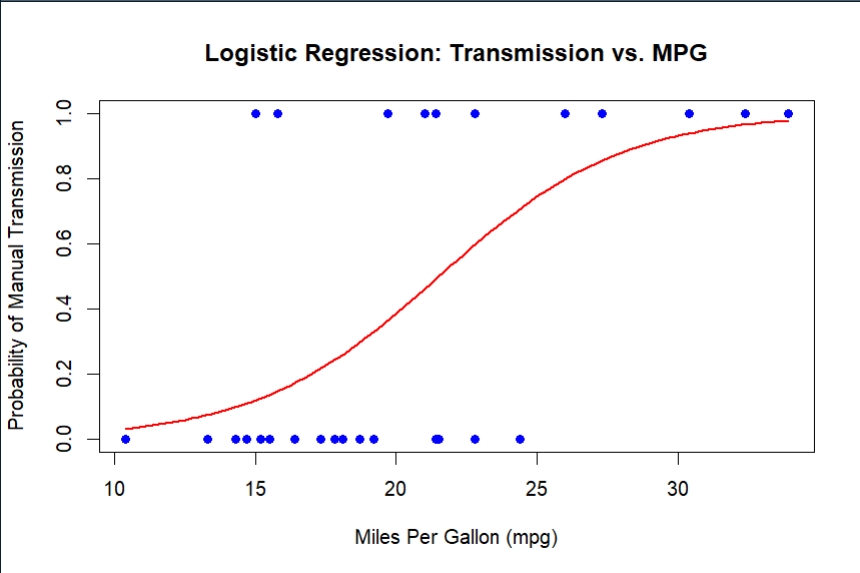 Logistic Regression: Transmission vs. MPG
Probability of Manual Transmission
1.0
0.8
0.6
0.4
0.2
0.0
10 15 20 25 30
Miles Per Gallon (mpg)